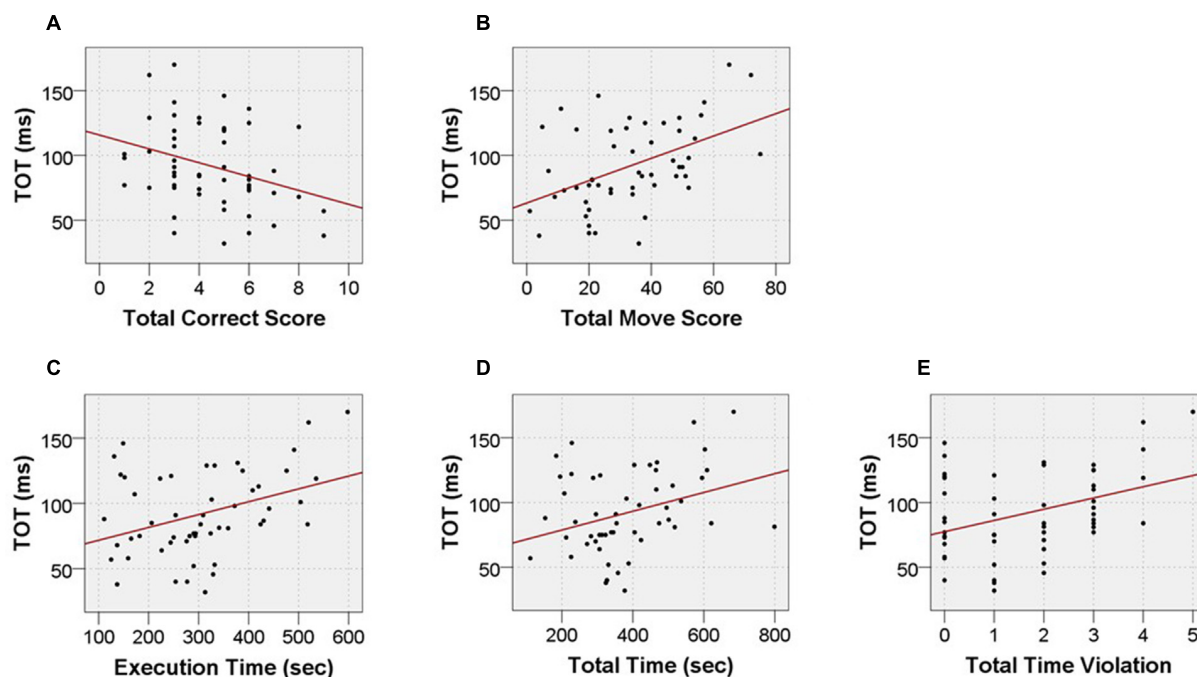 A
TOT (ms)
150
100
50
0 2 4 6 8 10
Total Correct Score
B
TOT (ms)
150
100
50
0 20 40 60 80
Total Move Score
C
TOT (ms)
150
100
50
100 200 300 400 500 600
Execution Time (sec)
D
TOT (ms)
150
100
50
200 400 600 800
Total Time (sec)
E
TOT (ms)
150
100
50
0 1 2 3 4 5
Total Time Violation